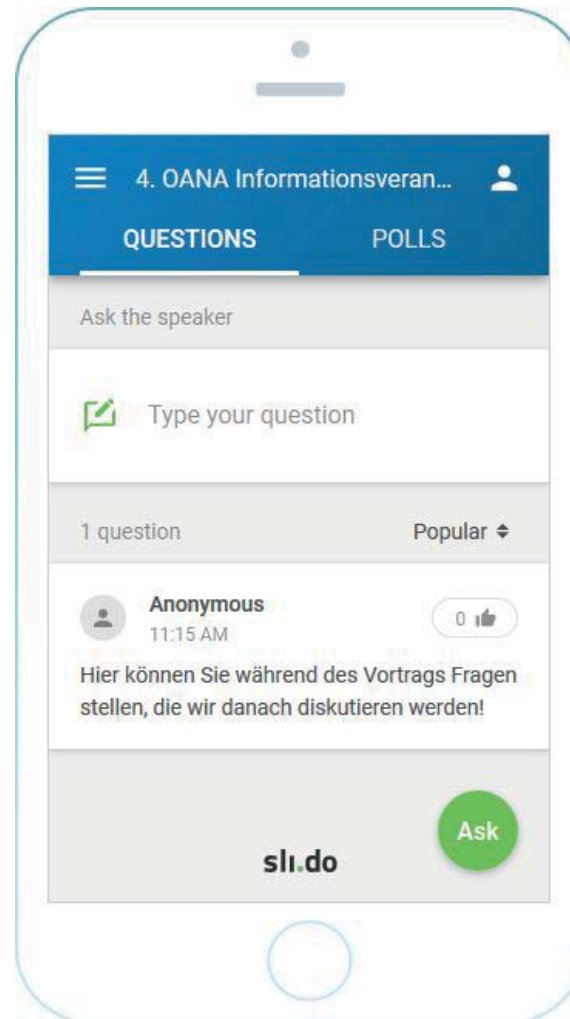 4. OANA Informationsveran...
QUESTIONS POLLS
Ask the speaker
Type your question
1 question Popular
Anonymous
11:15 AM
0
Hier können Sie während des Vortrags Fragen
stellen, die wir danach diskutieren werden!
Ask
slı.do